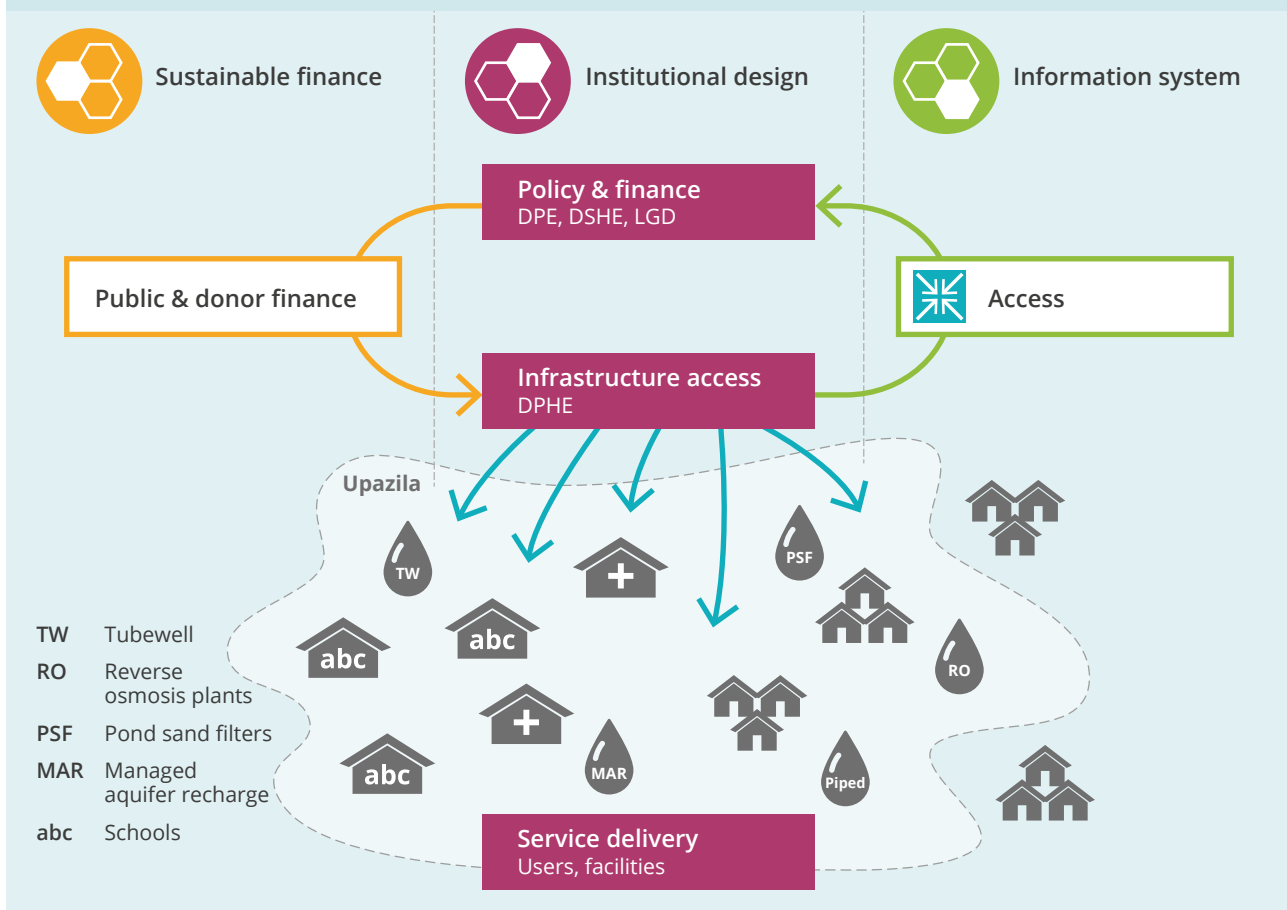 Sustainable finance
Institutional design
Information system
Policy & finance
DPE, DSHE, LGD
Public & donor finance
Access
Infrastructure access
DPHE
Upazila
TW
PSF
abc
abc
RO
abc
MAR
Piped
TW Tubewell
RO Reverse
osmosis plants
PSF Pond sand filters
MAR Managed
aquifer recharge
abc Schools
Service delivery
Users, facilities